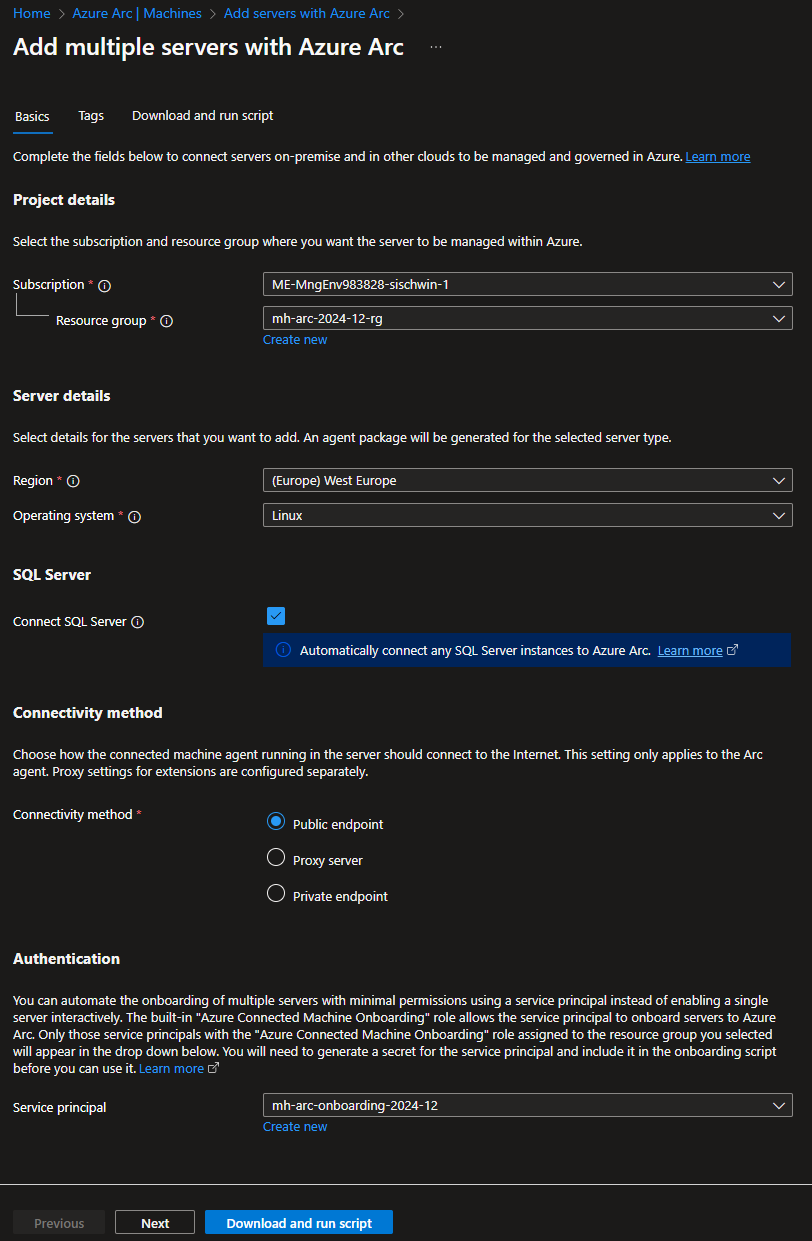 Home > Azure Arc | Machines > Add servers with Azure Arc >
Add multiple servers with Azure Arc ...
Basics Tags Download and run script
Complete the fields below to connect servers on-premise and in other clouds to be managed and governed in Azure. Learn more
Project details
Select the subscription and resource group where you want the server to be managed within Azure.
Subscription * ME-MngEnv983828-sischwin-1
Resource group * mh-arc-2024-12-rg
Create new
Server details
Select details for the servers that you want to add. An agent package will be generated for the selected server type.
Region * (Europe) West Europe
Operating system * Linux
SQL Server
Connect SQL Server
Automatically connect any SQL Server instances to Azure Arc. Learn more
Connectivity method
Choose how the connected machine agent running in the server should connect to the Internet. This setting only applies to the Arc
agent. Proxy settings for extensions are configured separately.
Connectivity method *
Public endpoint
Proxy server
Private endpoint
Authentication
You can automate the onboarding of multiple servers with minimal permissions using a service principal instead of enabling a single
server interactively. The built-in "Azure Connected Machine Onboarding" role allows the service principal to onboard servers to Azure
Arc. Only those service principals with the "Azure Connected Machine Onboarding" role assigned to the resource group you selected
will appear in the drop down below. You will need to generate a secret for the service principal and include it in the onboarding script
before you can use it. Learn more
Service principal mh-arc-onboarding-2024-12
Create new
Previous Next Download and run script